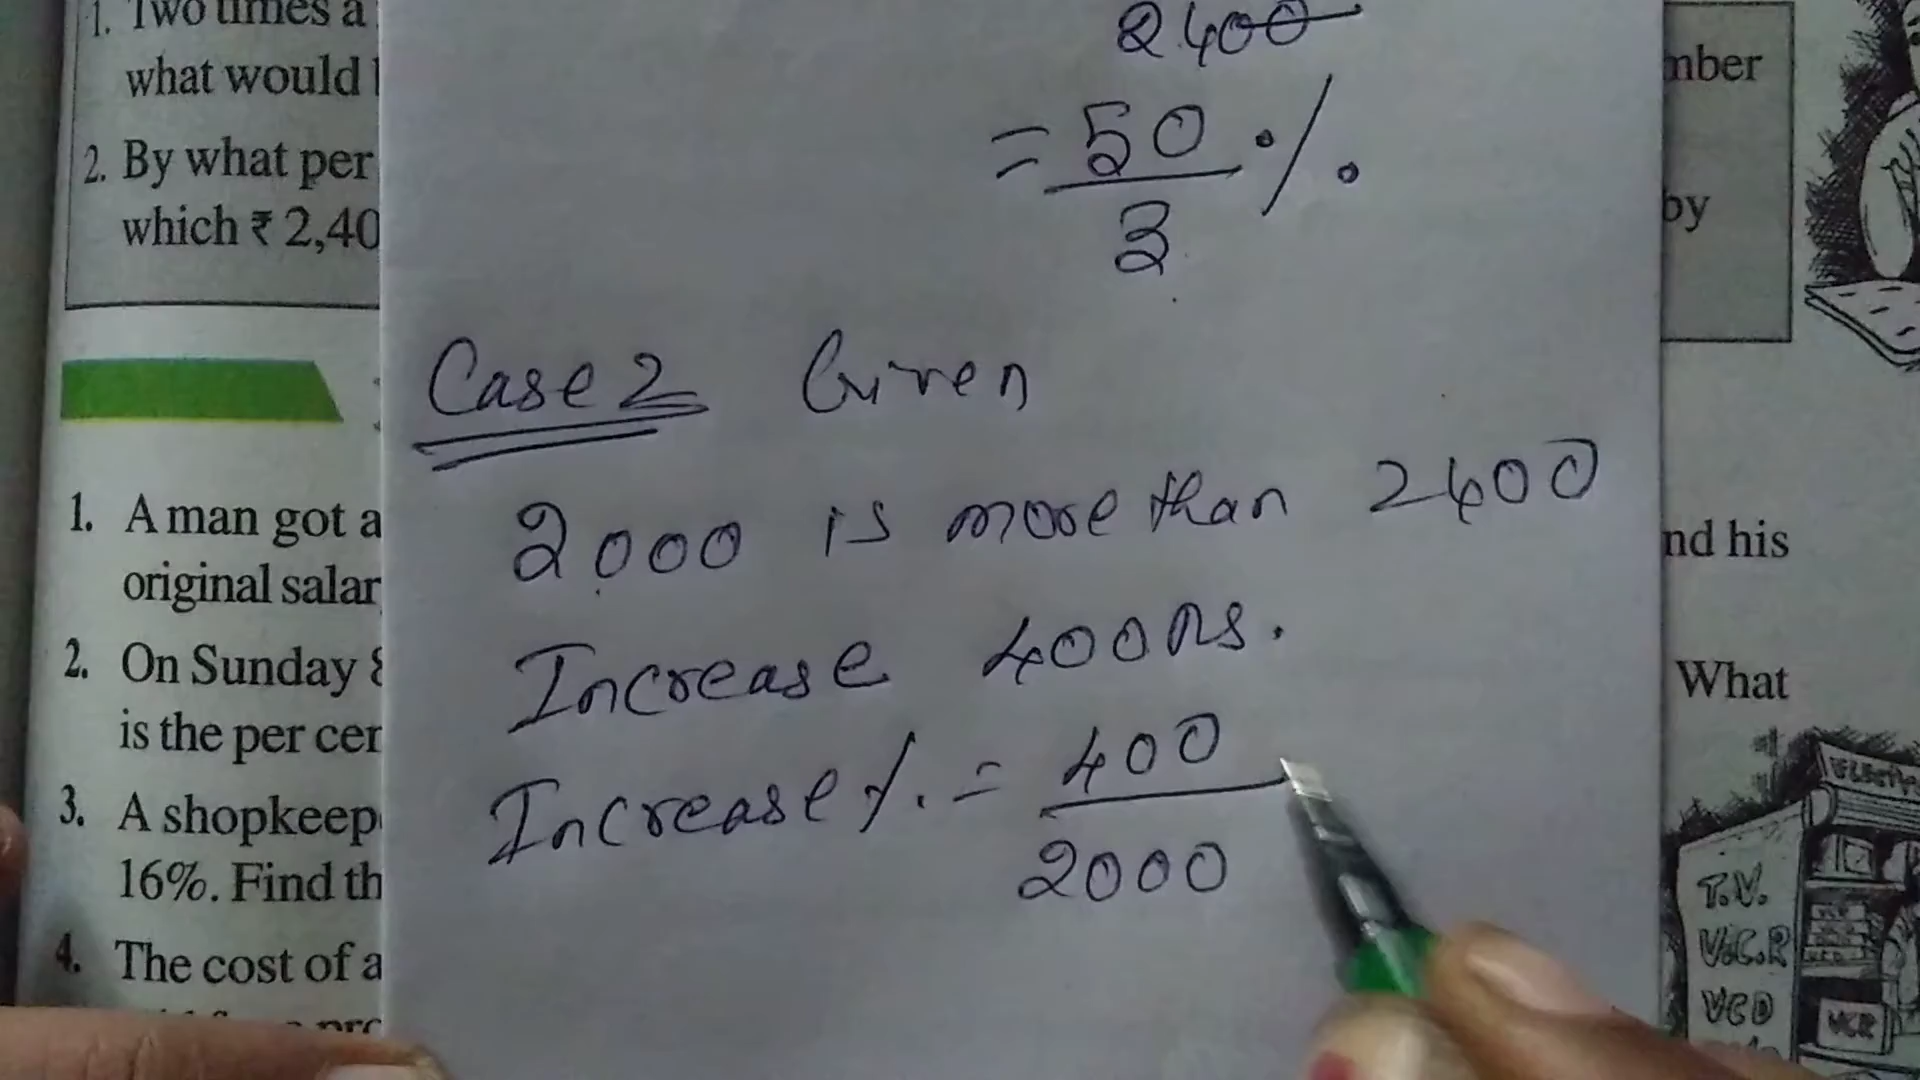 1. Two times a
what would
2. By what per
which ₹ 2,40
mber
by
2400
= 50 %.
3
Case 2 Given
2000 is more than 2400
Increase 400 Rs.
Increase %. = 400
2000
1. A man got a
original salar
2. On Sunday 8
is the per cer
3. A shopkeep
16%. Find th
4. The cost of a
nd his
What
T.V.
V.C.R
VCD
VCR